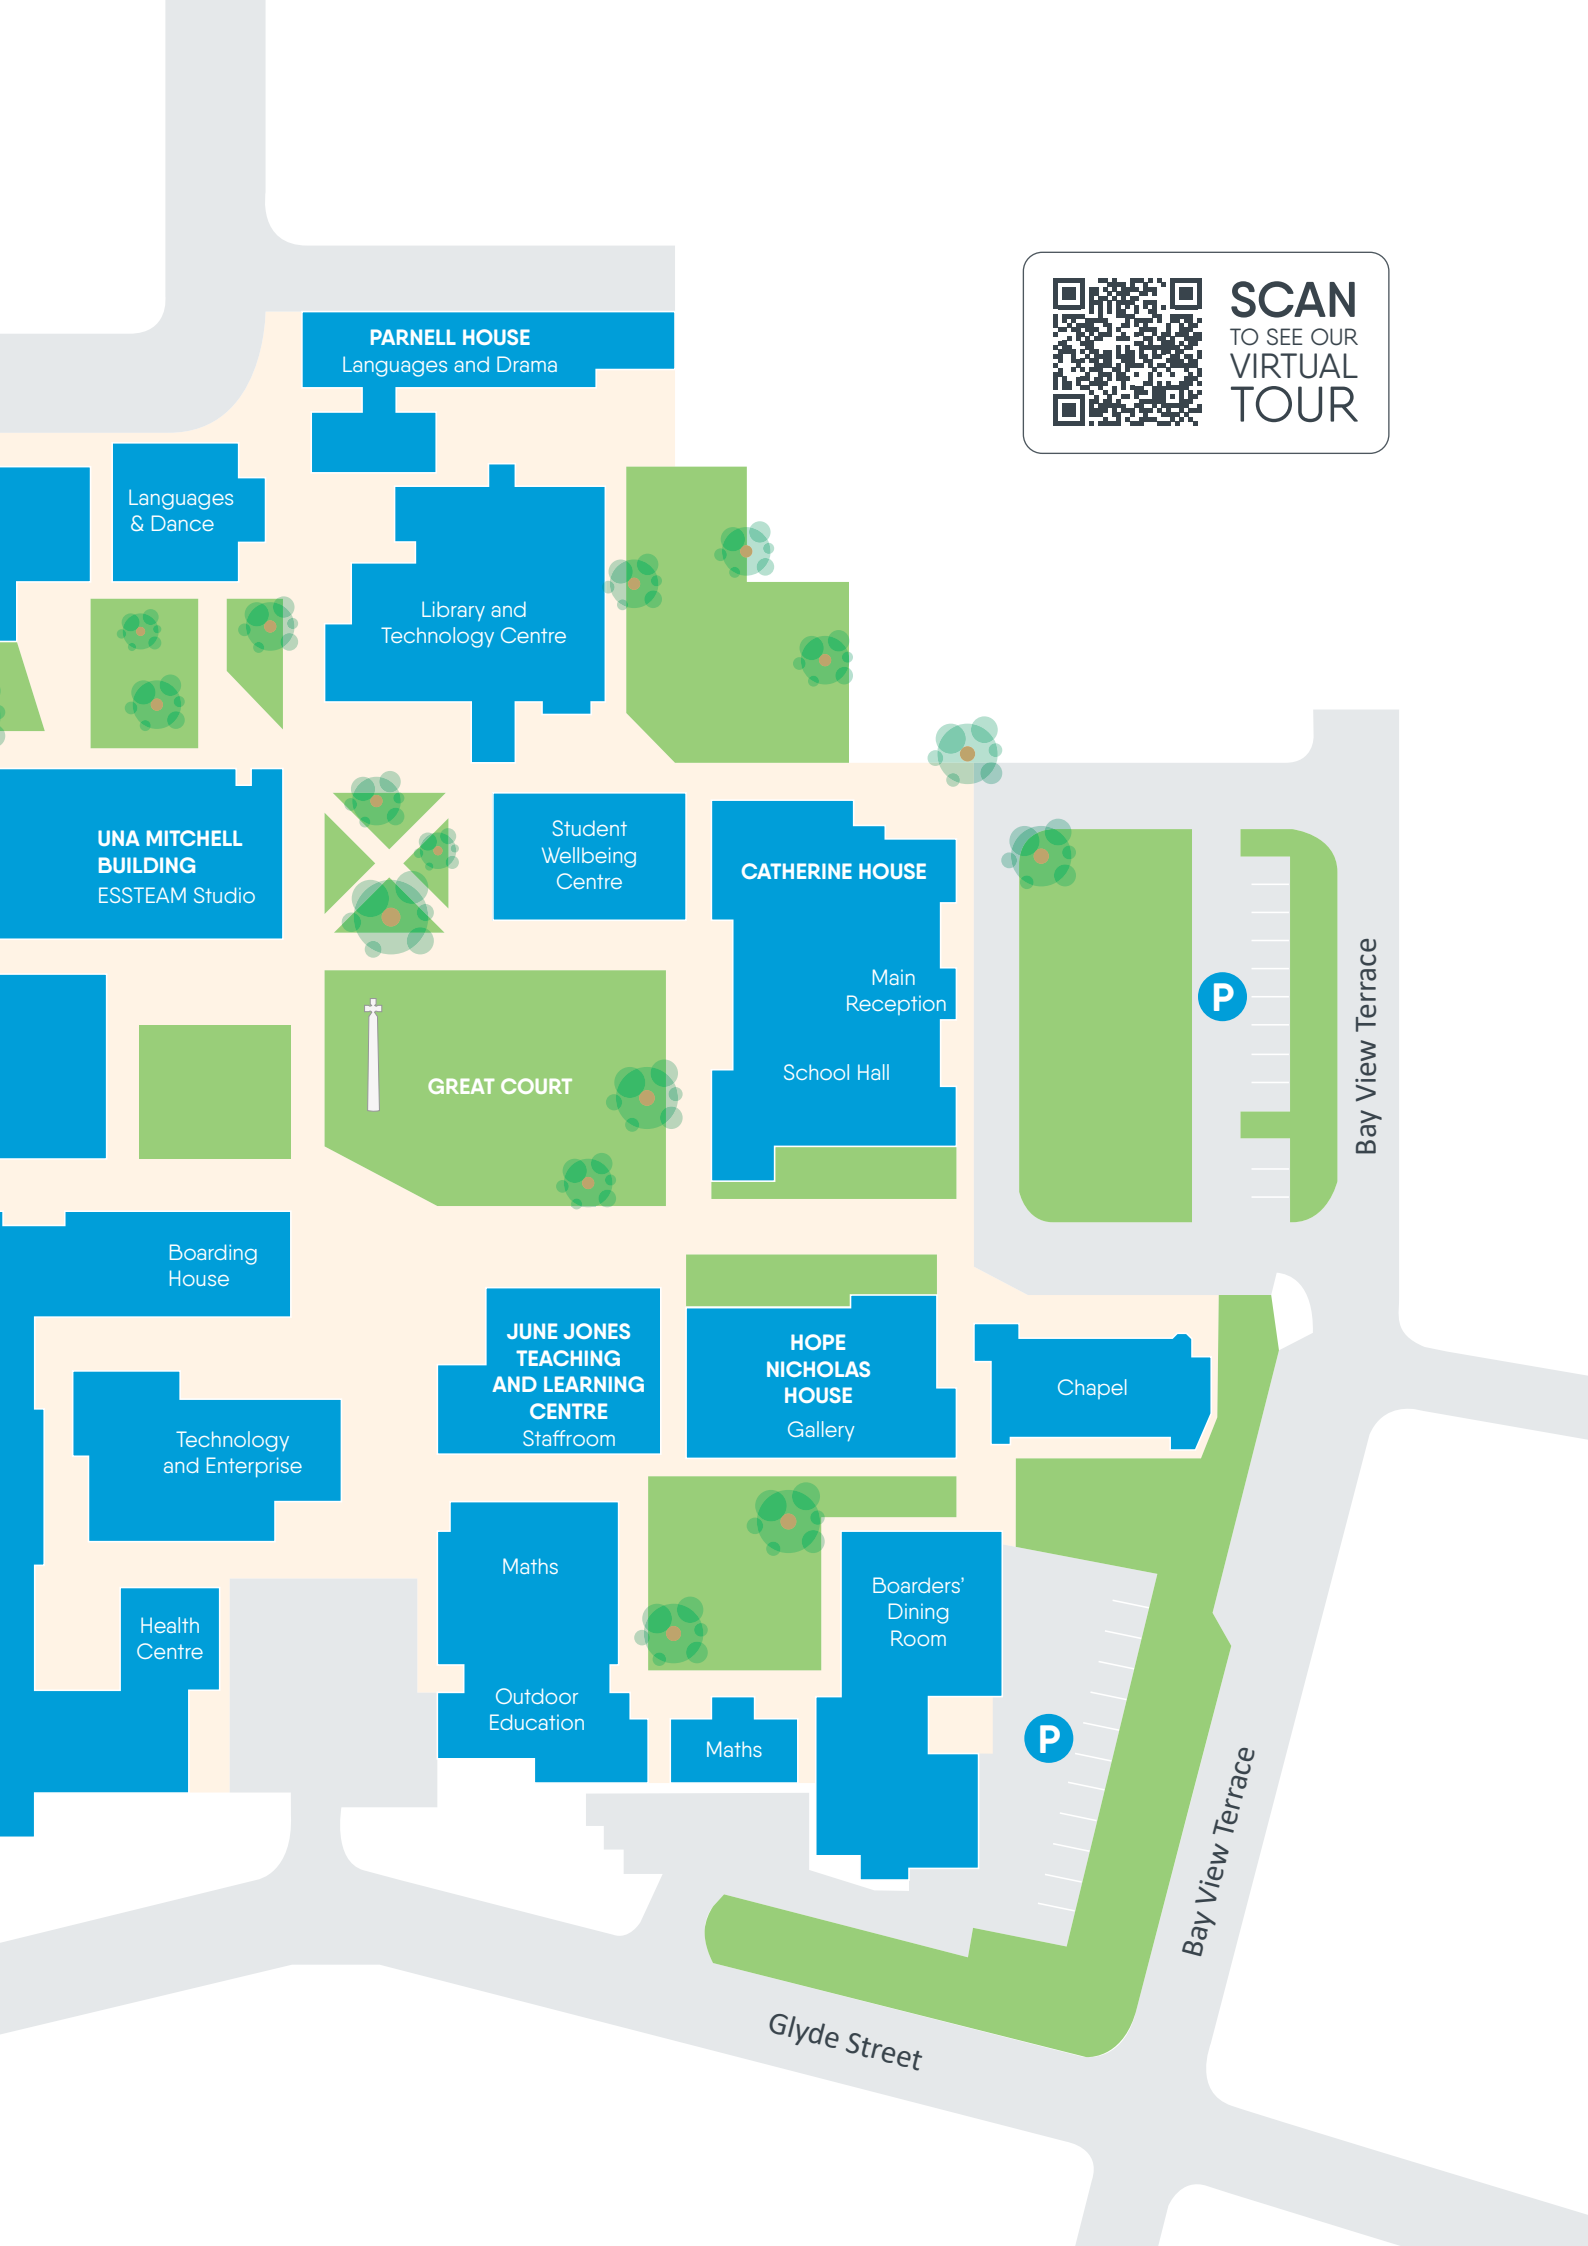 SCAN
TO SEE OUR
VIRTUAL
TOUR
PARNELL HOUSE
Languages and Drama
Languages
& Dance
Library and
Technology Centre
UNA MITCHELL
BUILDING
ESSTEAM Studio
Student
Wellbeing
Centre
CATHERINE HOUSE
Main
Reception
School Hall
P
Bay View Terrace
GREAT COURT
Boarding
House
JUNE JONES
TEACHING
AND LEARNING
CENTRE
Staffroom
HOPE
NICHOLAS
HOUSE
Gallery
Chapel
Technology
and Enterprise
Maths
Boarders'
Dining
Room
Health
Centre
Outdoor
Education
Maths
P
Bay View Terrace
Glyde Street